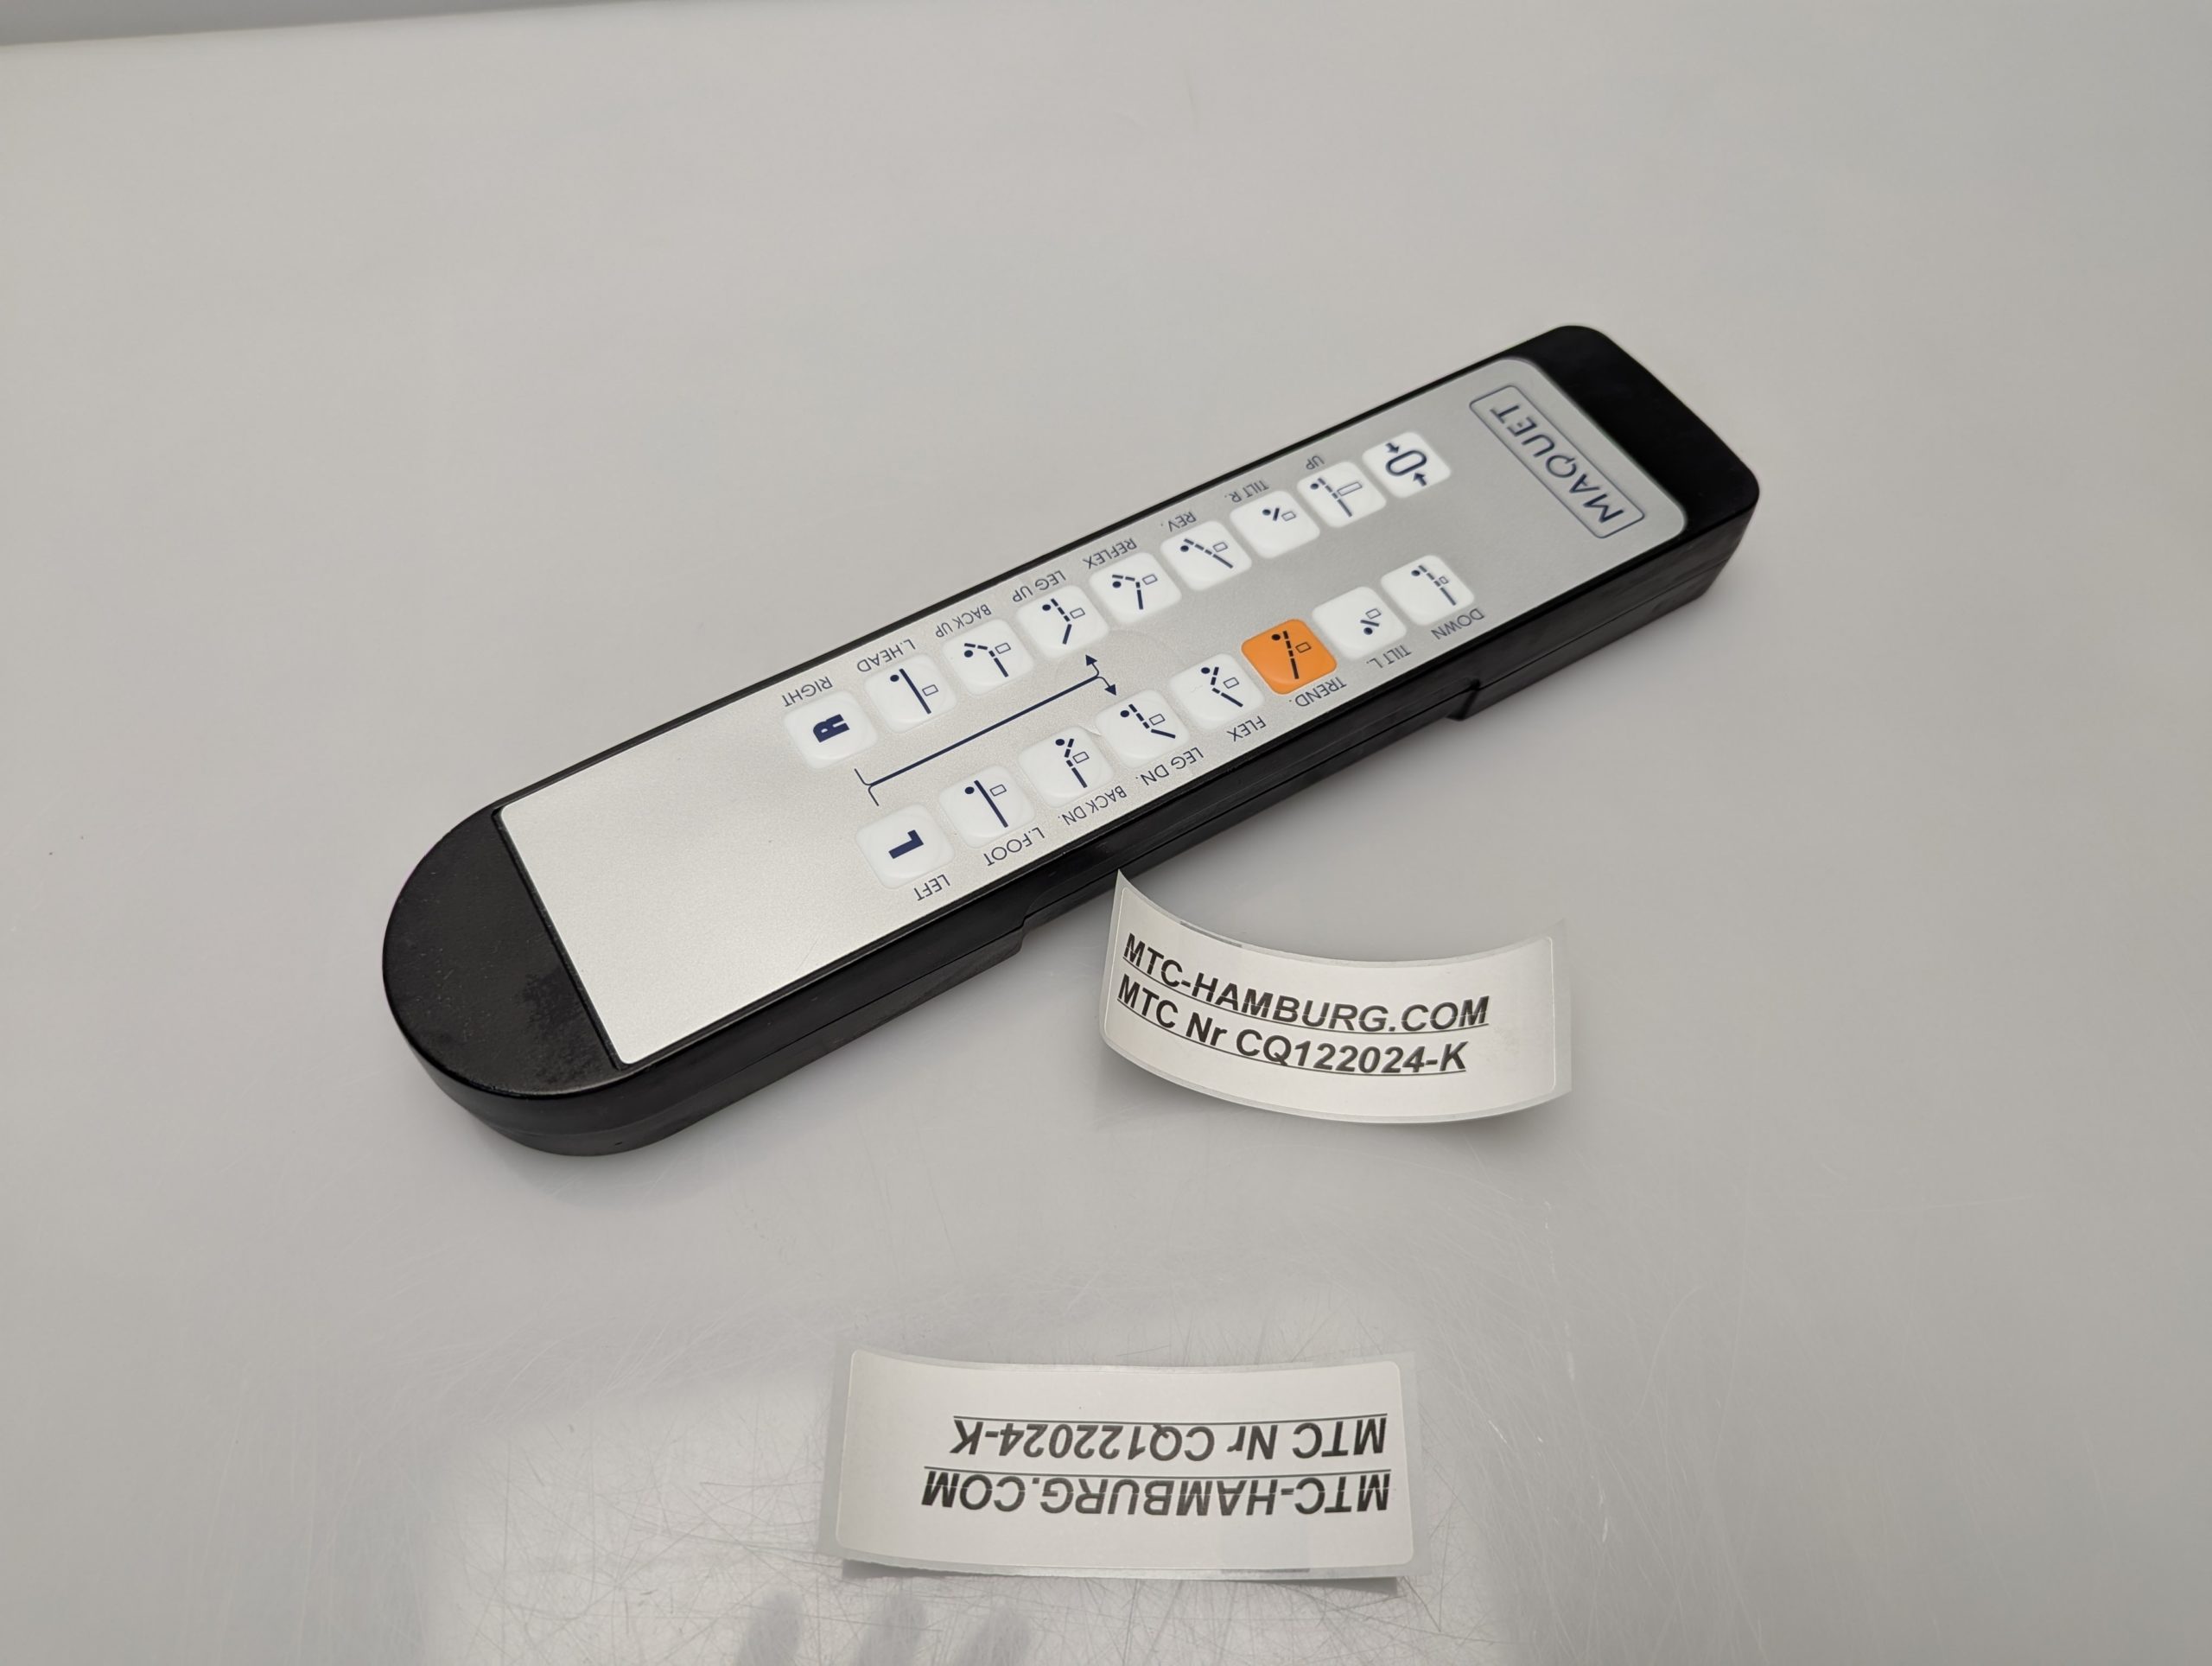 MAQUET
UP
DOWN
TILT R.
TILT L.
REV.
TREND.
REFLEX
FLEX
LEG UP
LEG DN.
BACK UP
BACK DN.
L.HEAD
L.FOOT
RIGHT
R
LEFT
L
MTC-HAMBURG.COM
MTC Nr CQ122024-K
MTC-HAMBURG.COM
MTC Nr CQ122024-K